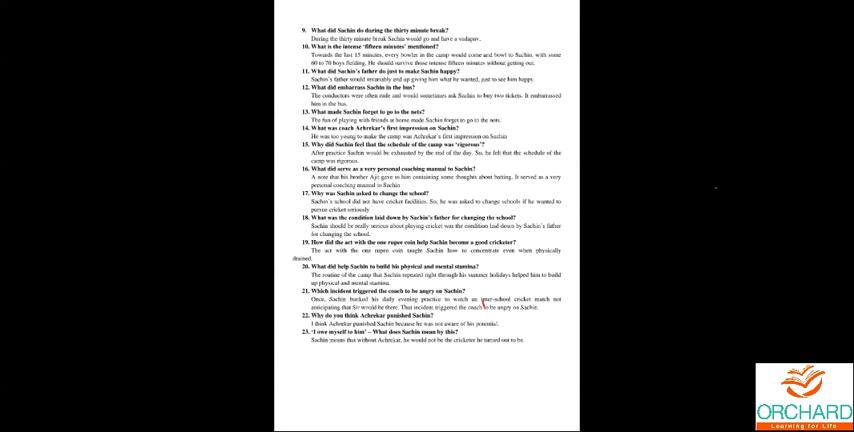 9. What did Sachin do during the thirty minute break?
During the thirty minute break Sachin would go and have a vadapav.
10. What is the intense 'fifteen minutes' mentioned?
Towards the last 15 minutes, every bowler in the camp would come and bowl to Sachin, with some
60 to 70 boys fielding. He should survive those intense fifteen minutes without getting out.
11. What did Sachin's father do just to make Sachin happy?
Sachin's father would invariably end up giving him what he wanted, just to see him happy.
12. What did embarrass Sachin in the bus?
The conductors were often rude and would sometimes ask Sachin to buy two tickets. It embarrassed
him in the bus.
13. What made Sachin forget to go to the nets?
The fun of playing with friends at home made Sachin forget to go to the nets.
14. What was coach Achrekar's first impression on Sachin?
He was too young to make the camp was Achrekar's first impression on Sachin
15. Why did Sachin feel that the schedule of the camp was 'rigorous'?
After practice Sachin would be exhausted by the end of the day. So, he felt that the schedule of the
camp was rigorous.
16. What did serve as a very personal coaching manual to Sachin?
A note that his brother Ajit gave to him containing some thoughts about batting. It served as a very
personal coaching manual to Sachin
17. Why was Sachin asked to change the school?
Sachin's school did not have cricket facilities. So, he was asked to change schools if he wanted to
pursue cricket seriously
18. What was the condition laid down by Sachin's father for changing the school?
Sachin should be really serious about playing cricket was the condition laid down by Sachin's father
for changing the school.
19. How did the act with the one rupee coin help Sachin become a good cricketer?
The act with the one rupee coin taught Sachin how to concentrate even when physically
drained.
20. What did help Sachin to build his physical and mental stamina?
The routine of the camp that Sachin repeated right through his summer holidays helped him to build
up physical and mental stamina.
21. Which incident triggered the coach to be angry on Sachin?
Once, Sachin bunked his daily evening practice to watch an inter-school cricket match not
anticipating that Sir would be there. That incident triggered the coach to be angry on Sachin.
22. Why do you think Achrekar punished Sachin?
I think Achrekar punished Sachin because he was not aware of his potential.
23. 'I owe myself to him' – What does Sachin mean by this?
Sachin means that without Achrekar, he would not be the cricketer he turned out to be.
ORCHARD
Learning for Life